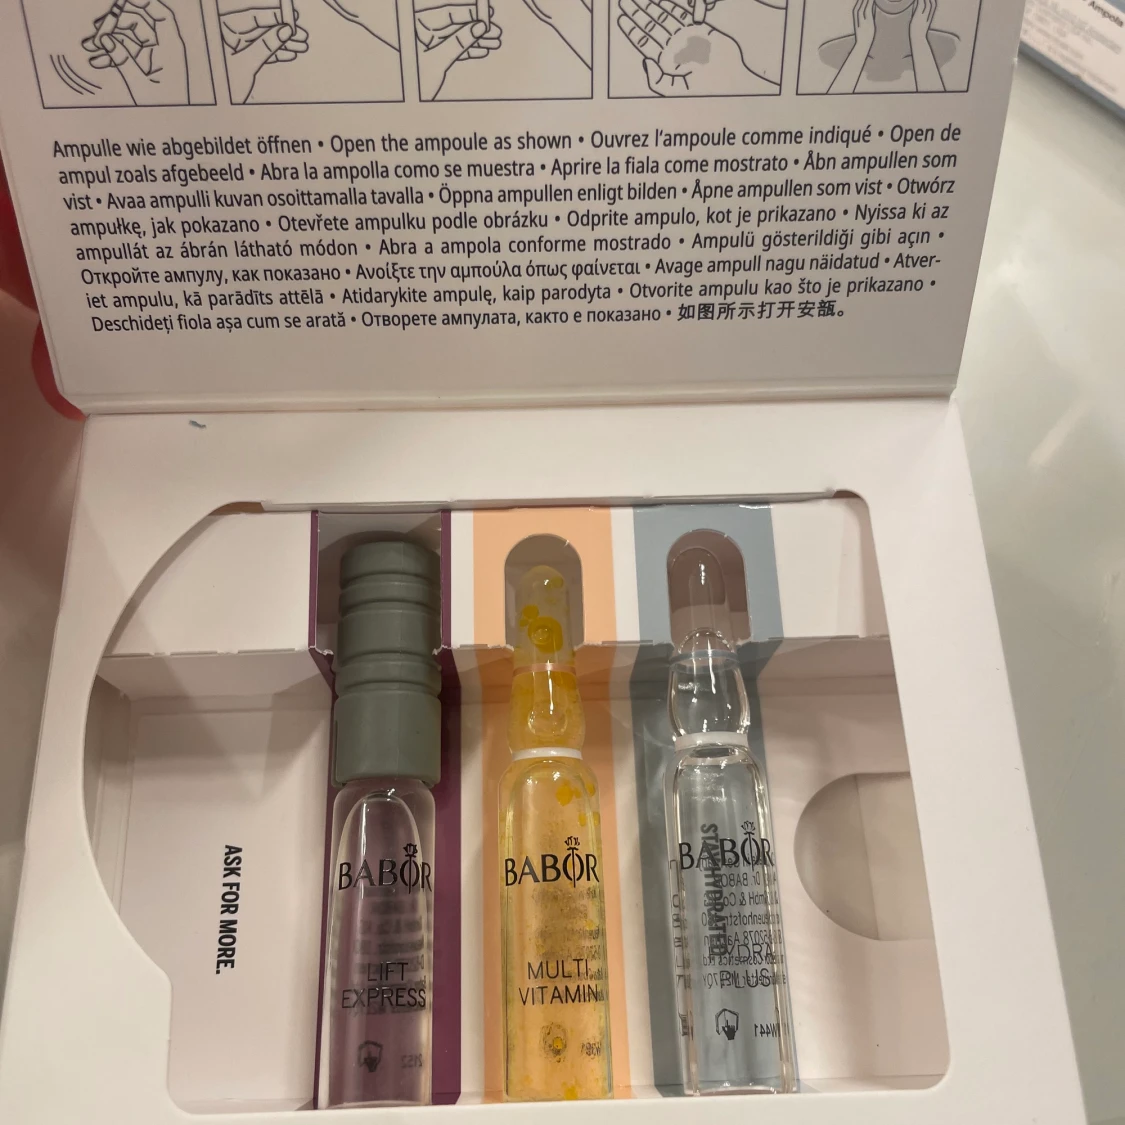 Ampulle wie abgebildet öffnen • Open the ampoule as shown • Ouvrez l'ampoule comme indiqué • Open de
ampul zoals afgebeeld • Abra la ampolla como se muestra • Aprire la fiala come mostrato • Åbn ampullen som
vist • Avaa ampulli kuvan osoittamalla tavalla • Öppna ampullen enligt bilden • Åpne ampullen som vist • Otwórz
ampułkę, jak pokazano • Otevřete ampulku podle obrázku • Odprite ampulo, kot je prikazano • Nyissa ki az
ampullát az ábrán látható módon • Abra a ampola conforme mostrado • Ampulü gösterildiği gibi açın •
Откройте ампулу, как показано • Ανοίξτε την αμπούλα όπως φαίνεται • Avage ampull nagu näidatud • Atver-
iet ampulu, kā parādīts attēlā • Atidarykite ampulę, kaip parodyta • Otvorite ampulu kao što je prikazano •
Deschideți fiola așa cum se arată • Отворете ампулата, както е показано • 如图所示打开安瓿。
Ampolla
ASK FOR MORE.
BABOR
LIFT
EXPRESS
BABOR
MULTI
VITAMIN
BABOR
HYDRA
PLUS
STAY HYDRATED